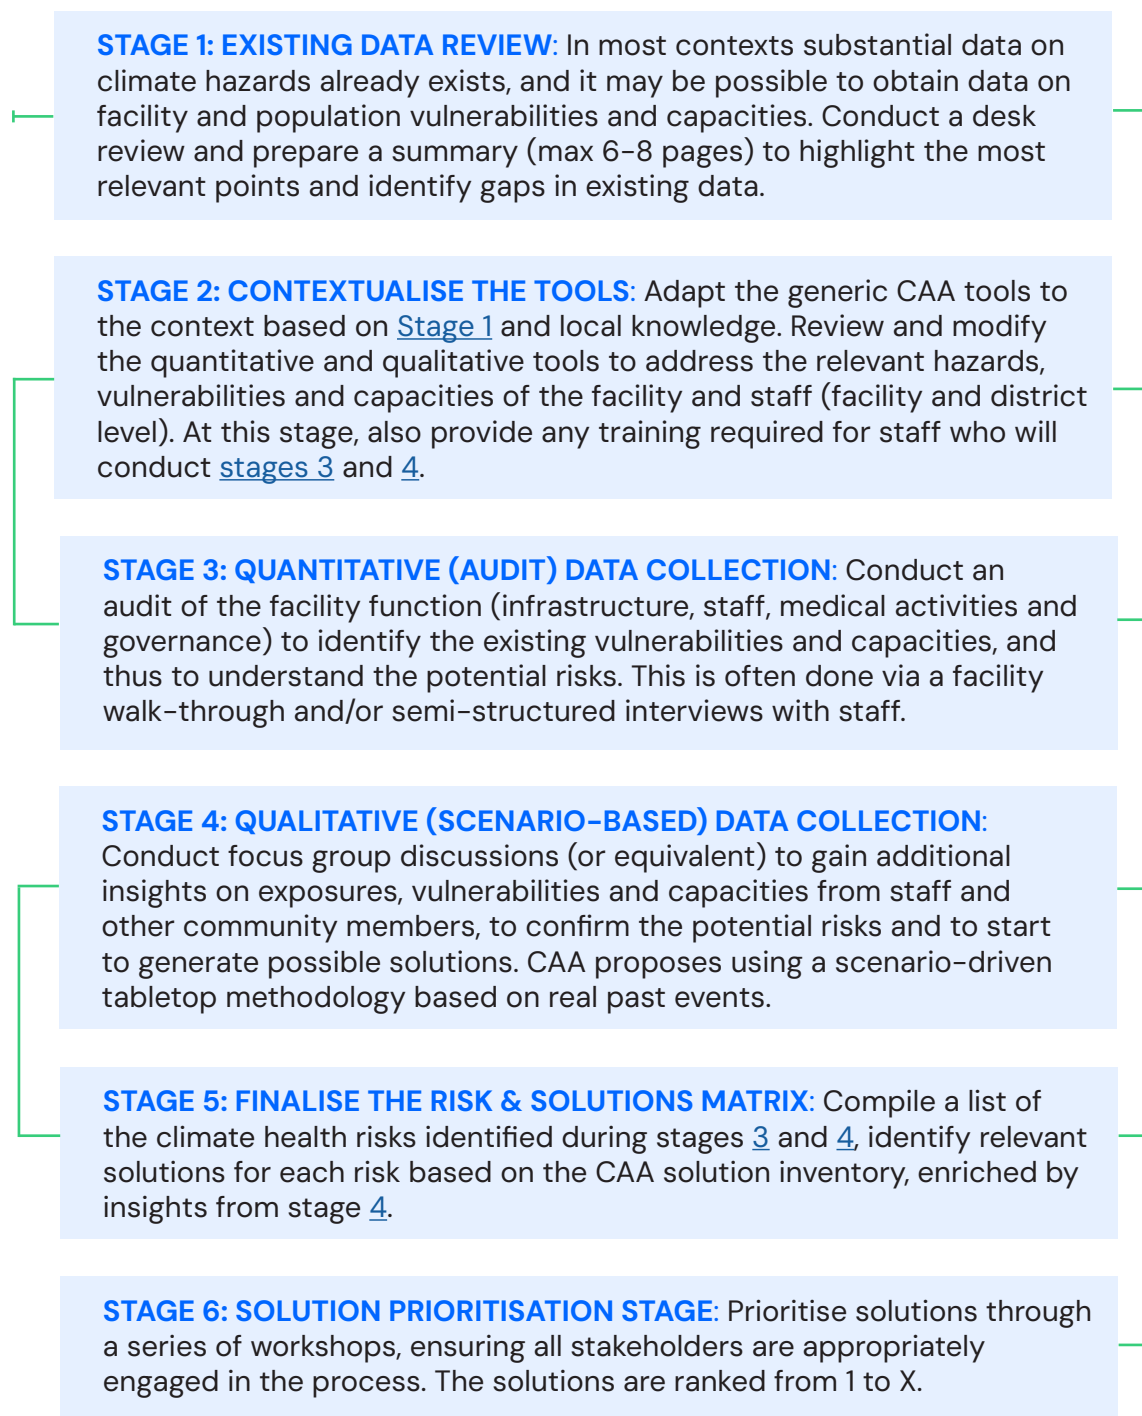 STAGE 1: EXISTING DATA REVIEW: In most contexts substantial data on
climate hazards already exists, and it may be possible to obtain data on
facility and population vulnerabilities and capacities. Conduct a desk
review and prepare a summary (max 6-8 pages) to highlight the most
relevant points and identify gaps in existing data.
STAGE 2: CONTEXTUALISE THE TOOLS: Adapt the generic CAA tools to
the context based on Stage 1 and local knowledge. Review and modify
the quantitative and qualitative tools to address the relevant hazards,
vulnerabilities and capacities of the facility and staff (facility and district
level). At this stage, also provide any training required for staff who will
conduct stages 3 and 4.
STAGE 3: QUANTITATIVE (AUDIT) DATA COLLECTION: Conduct an
audit of the facility function (infrastructure, staff, medical activities and
governance) to identify the existing vulnerabilities and capacities, and
thus to understand the potential risks. This is often done via a facility
walk-through and/or semi-structured interviews with staff.
STAGE 4: QUALITATIVE (SCENARIO-BASED) DATA COLLECTION:
Conduct focus group discussions (or equivalent) to gain additional
insights on exposures, vulnerabilities and capacities from staff and
other community members, to confirm the potential risks and to start
to generate possible solutions. CAA proposes using a scenario-driven
tabletop methodology based on real past events.
STAGE 5: FINALISE THE RISK & SOLUTIONS MATRIX: Compile a list of
the climate health risks identified during stages 3 and 4, identify relevant
solutions for each risk based on the CAA solution inventory, enriched by
insights from stage 4.
STAGE 6: SOLUTION PRIORITISATION STAGE: Prioritise solutions through
a series of workshops, ensuring all stakeholders are appropriately
engaged in the process. The solutions are ranked from 1 to X.